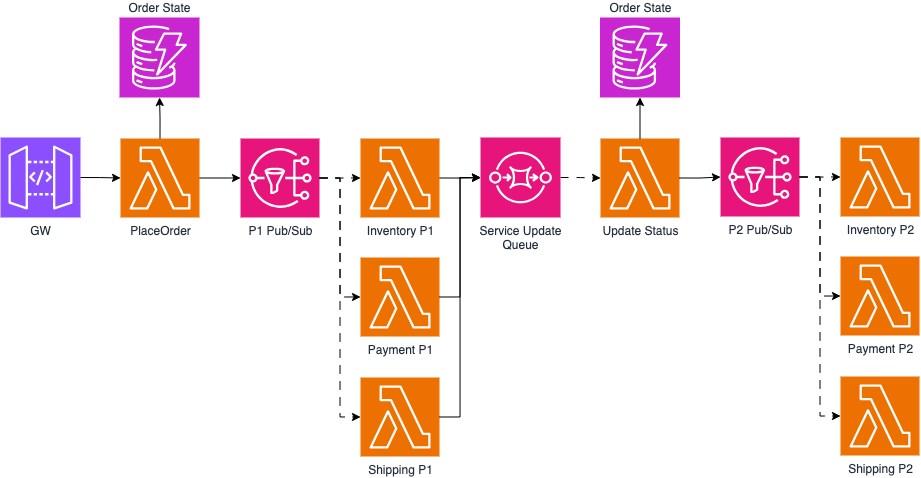 Order State
Order State
GW
PlaceOrder
P1 Pub/Sub
Inventory P1
Service Update
Queue
Update Status
P2 Pub/Sub
Inventory P2
Payment P1
Payment P2
Shipping P1
Shipping P2